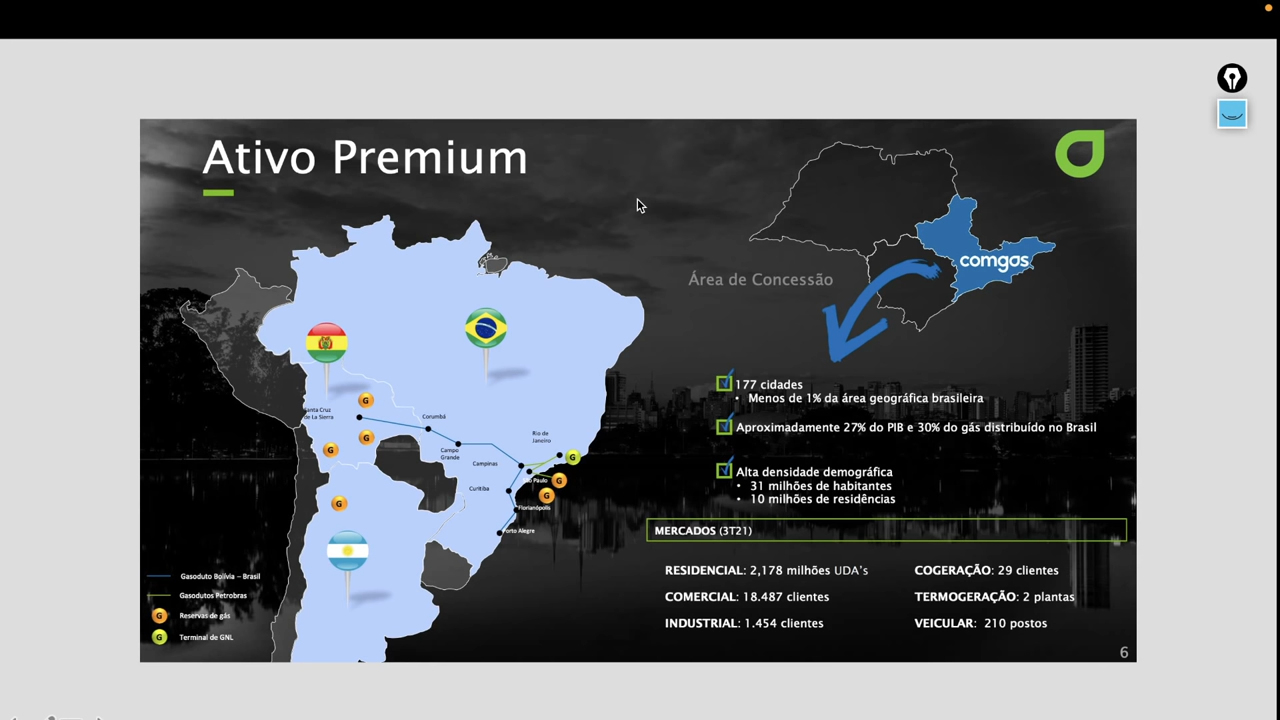 Ativo Premium
comgas
Área de Concessão
177 cidades
• Menos de 1% da área geográfica brasileira
Aproximadamente 27% do PIB e 30% do gás distribuído no Brasil
Alta densidade demográfica
• 31 milhões de habitantes
• 10 milhões de residências
MERCADOS (3T21)
RESIDENCIAL: 2,178 milhões UDA's
COMERCIAL: 18.487 clientes
INDUSTRIAL: 1.454 clientes
COGERAÇÃO: 29 clientes
TERMOGERAÇÃO: 2 plantas
VEICULAR: 210 postos
G
Santa Cruz
de La Sierra
Corumbá
G
G
Campo
Grande
Rio de
Janeiro
G
Campinas
São Paulo
G
G
Curitiba
G
Florianópolis
Porto Alegre
Gasoduto Bolívia – Brasil
Gasodutos Petrobras
G Reservas de gás
G Terminal de GNL
6